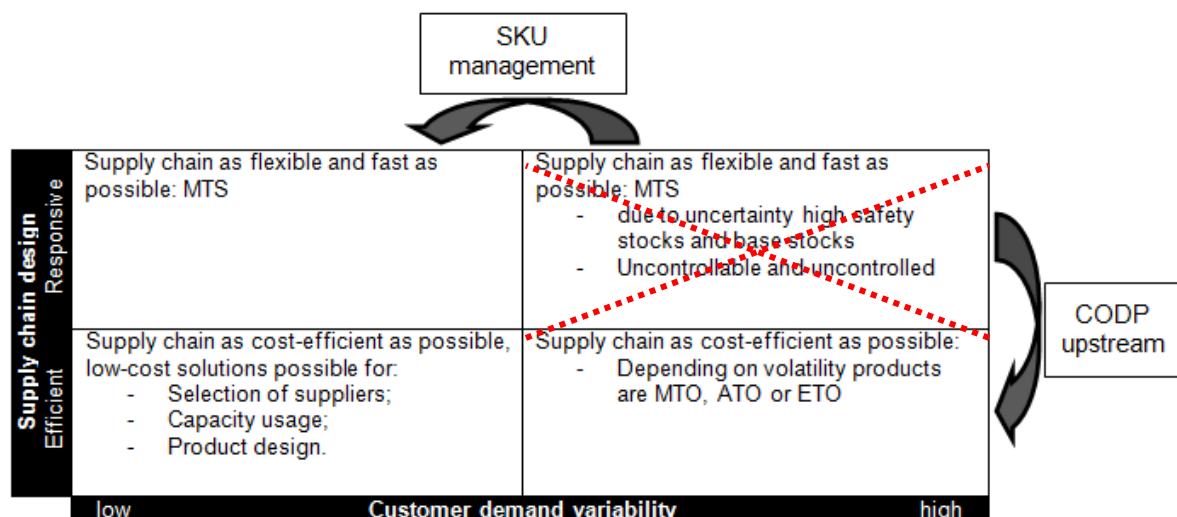 SKU
management
Supply chain design
Responsive
Efficient
Supply chain as flexible and fast as
possible: MTS
Supply chain as flexible and fast as
possible: MTS
- due to uncertainty high safety
stocks and base stocks
- Uncontrollable and uncontrolled
CODP
upstream
Supply chain as cost-efficient as possible,
low-cost solutions possible for:
- Selection of suppliers;
- Capacity usage;
- Product design.
Supply chain as cost-efficient as possible:
- Depending on volatility products
are MTO, ATO or ETO
low Customer demand variability high